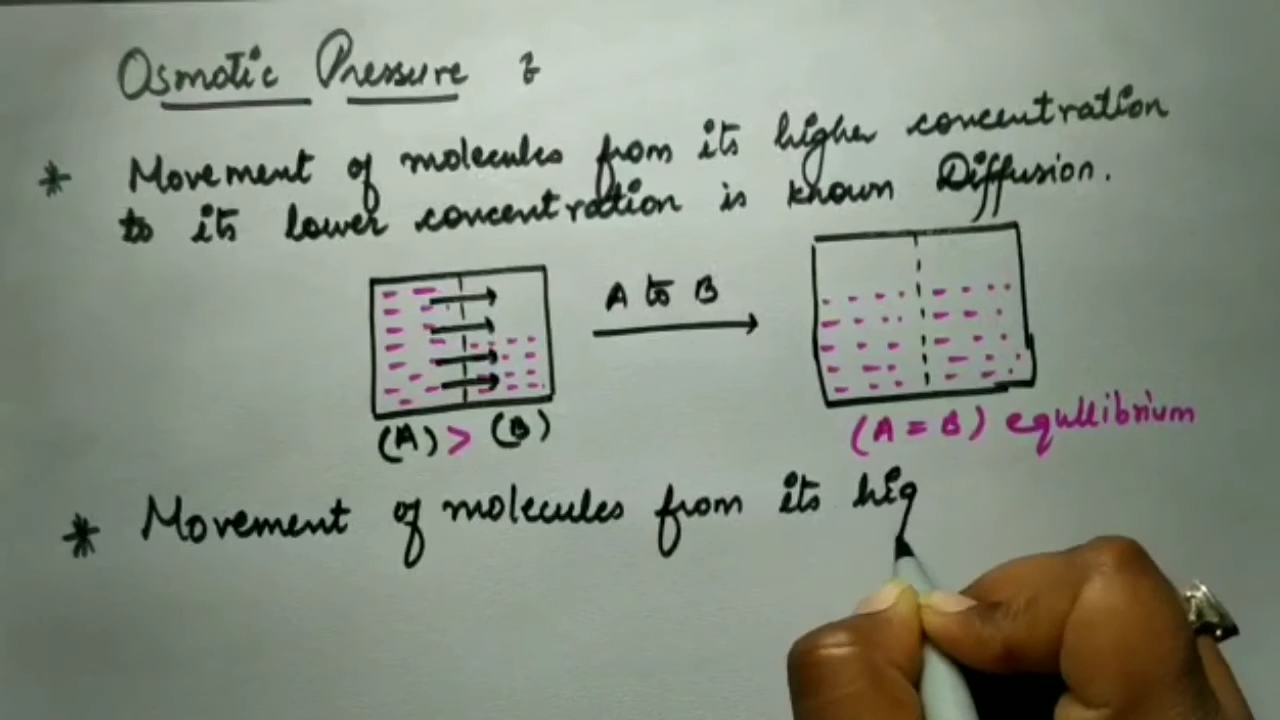 Osmotic Pressure :
* Movement of molecules from its higher concentration
to its lower concentration is known Diffusion.
A to B
(A) > (B)
(A = B) equllibrium
* Movement of molecules from its hig